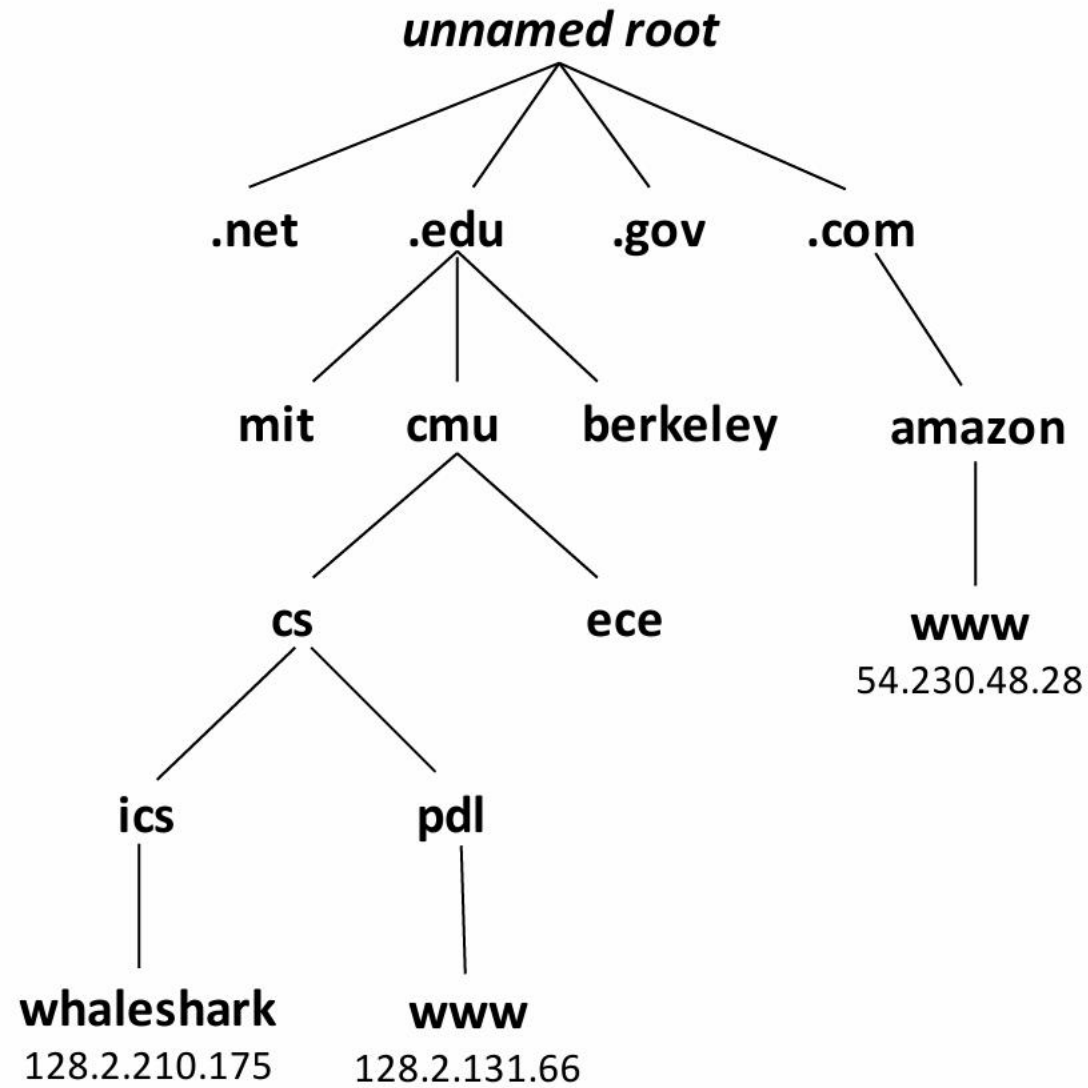 unnamed root
.net .edu .gov .com
mit cmu berkeley amazon
cs ece www
54.230.48.28
ics pdl
whaleshark www
128.2.210.175 128.2.131.66